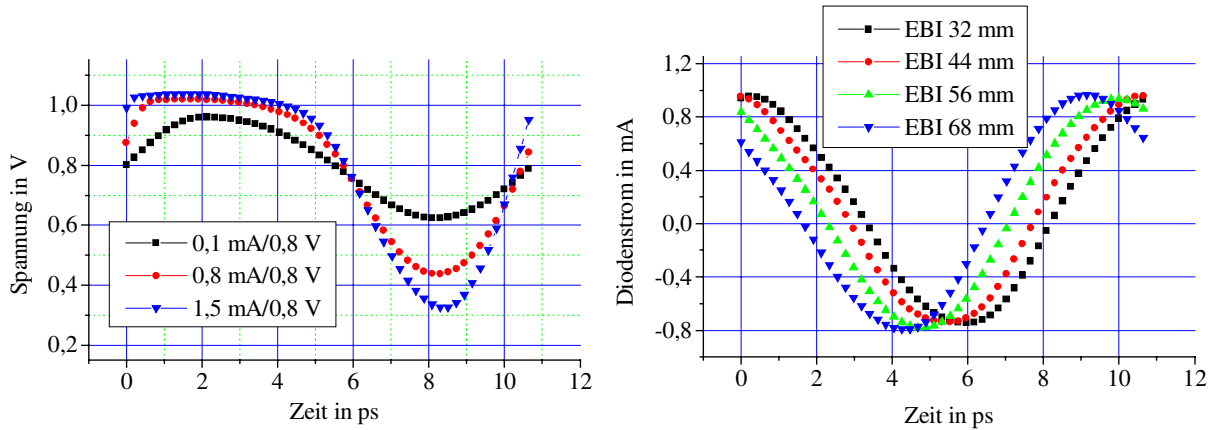 Spannung in V
1,0
0,8
0,6
0,4
0,2
0,1 mA/0,8 V
0,8 mA/0,8 V
1,5 mA/0,8 V
0 2 4 6 8 10 12
Zeit in ps
EBI 32 mm
EBI 44 mm
EBI 56 mm
EBI 68 mm
Diodenstrom in mA
1,2
0,8
0,4
0,0
-0,4
-0,8
0 2 4 6 8 10 12
Zeit in ps